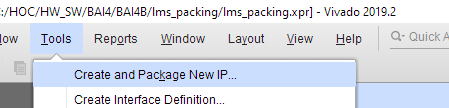 :/HOC/HW_SW/BAI4/BAI4B/lms_packing/lms_packing.xpr] - Vivado 2019.2
ow Tools Reports Window Layout View Help Quick A
Create and Package New IP...
Create Interface Definition...